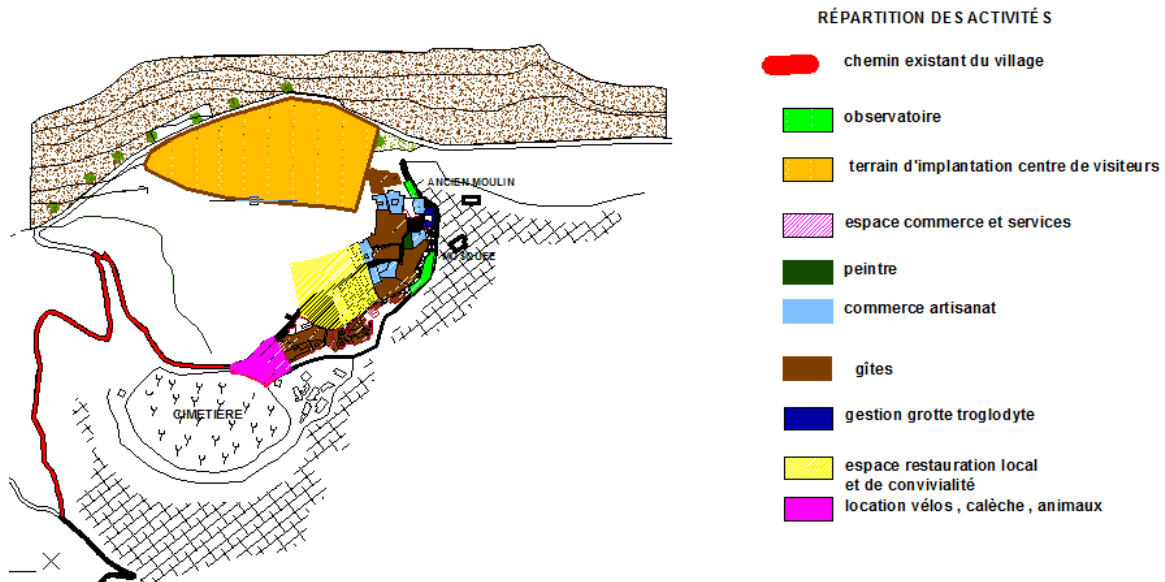 RÉPARTITION DES ACTIVITÉS
chemin existant du village
observatoire
terrain d'implantation centre de visiteurs
espace commerce et services
peintre
commerce artisanat
gîtes
gestion grotte troglodyte
espace restauration local
et de convivialité
location vélos , calèche , animaux
ANCIEN MOULIN
MOSQUÉE
CIMETIÈRE